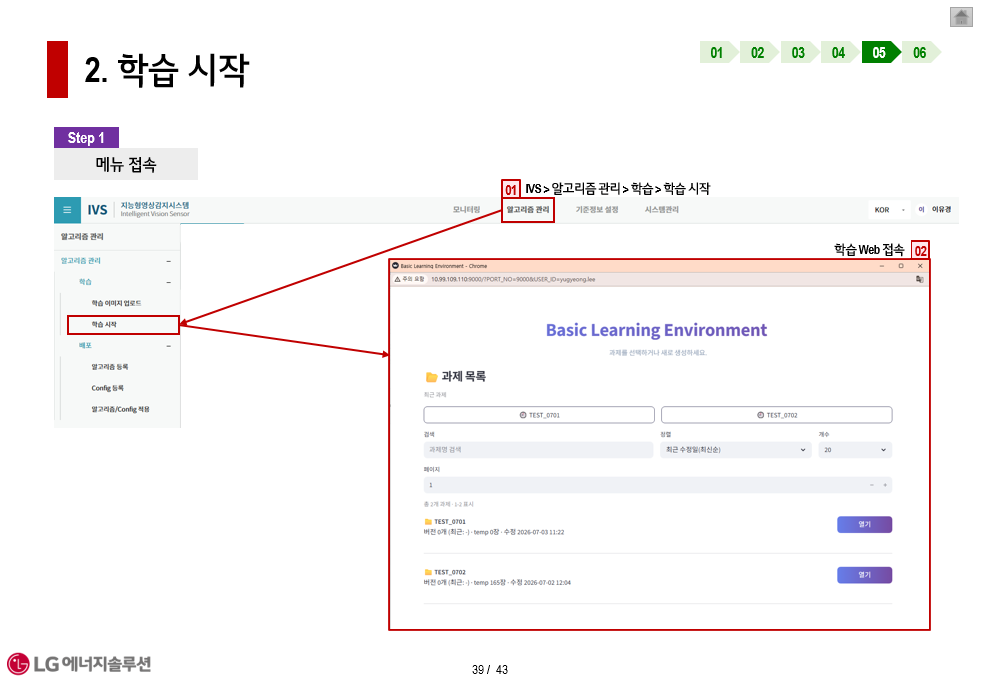 01 02 03 04 05 06
2. 학습 시작
Step 1
메뉴 접속
01 IVS > 알고리즘 관리 > 학습 > 학습 시작
IVS 지능형영상감지시스템
Intelligent Vision Sensor
모니터링 알고리즘 관리 기준정보 설정 시스템관리
KOR 이 이유경
알고리즘 관리
알고리즘 관리 −
학습 −
학습 이미지 업로드
학습 시작
배포 −
알고리즘 등록
Config 등록
알고리즘/Config 적용
학습 Web 접속 02
Basic Learning Environment - Chrome
주의 요함 10.99.109.110:9000/?PORT_NO=9000&USER_ID=yugyeong.lee
Basic Learning Environment
과제를 선택하거나 새로 생성하세요.
과제 목록
최근 과제
TEST_0701 TEST_0702
검색 정렬 개수
과제명 검색 최근 수정일(최신순) 20
페이지
1 − +
총 2개 과제 · 1-2 표시
TEST_0701
버전 0개 (최근: -) · temp 0장 · 수정 2026-07-03 11:22
열기
TEST_0702
버전 0개 (최근: -) · temp 165장 · 수정 2026-07-02 12:04
열기
LG에너지솔루션
39 / 43